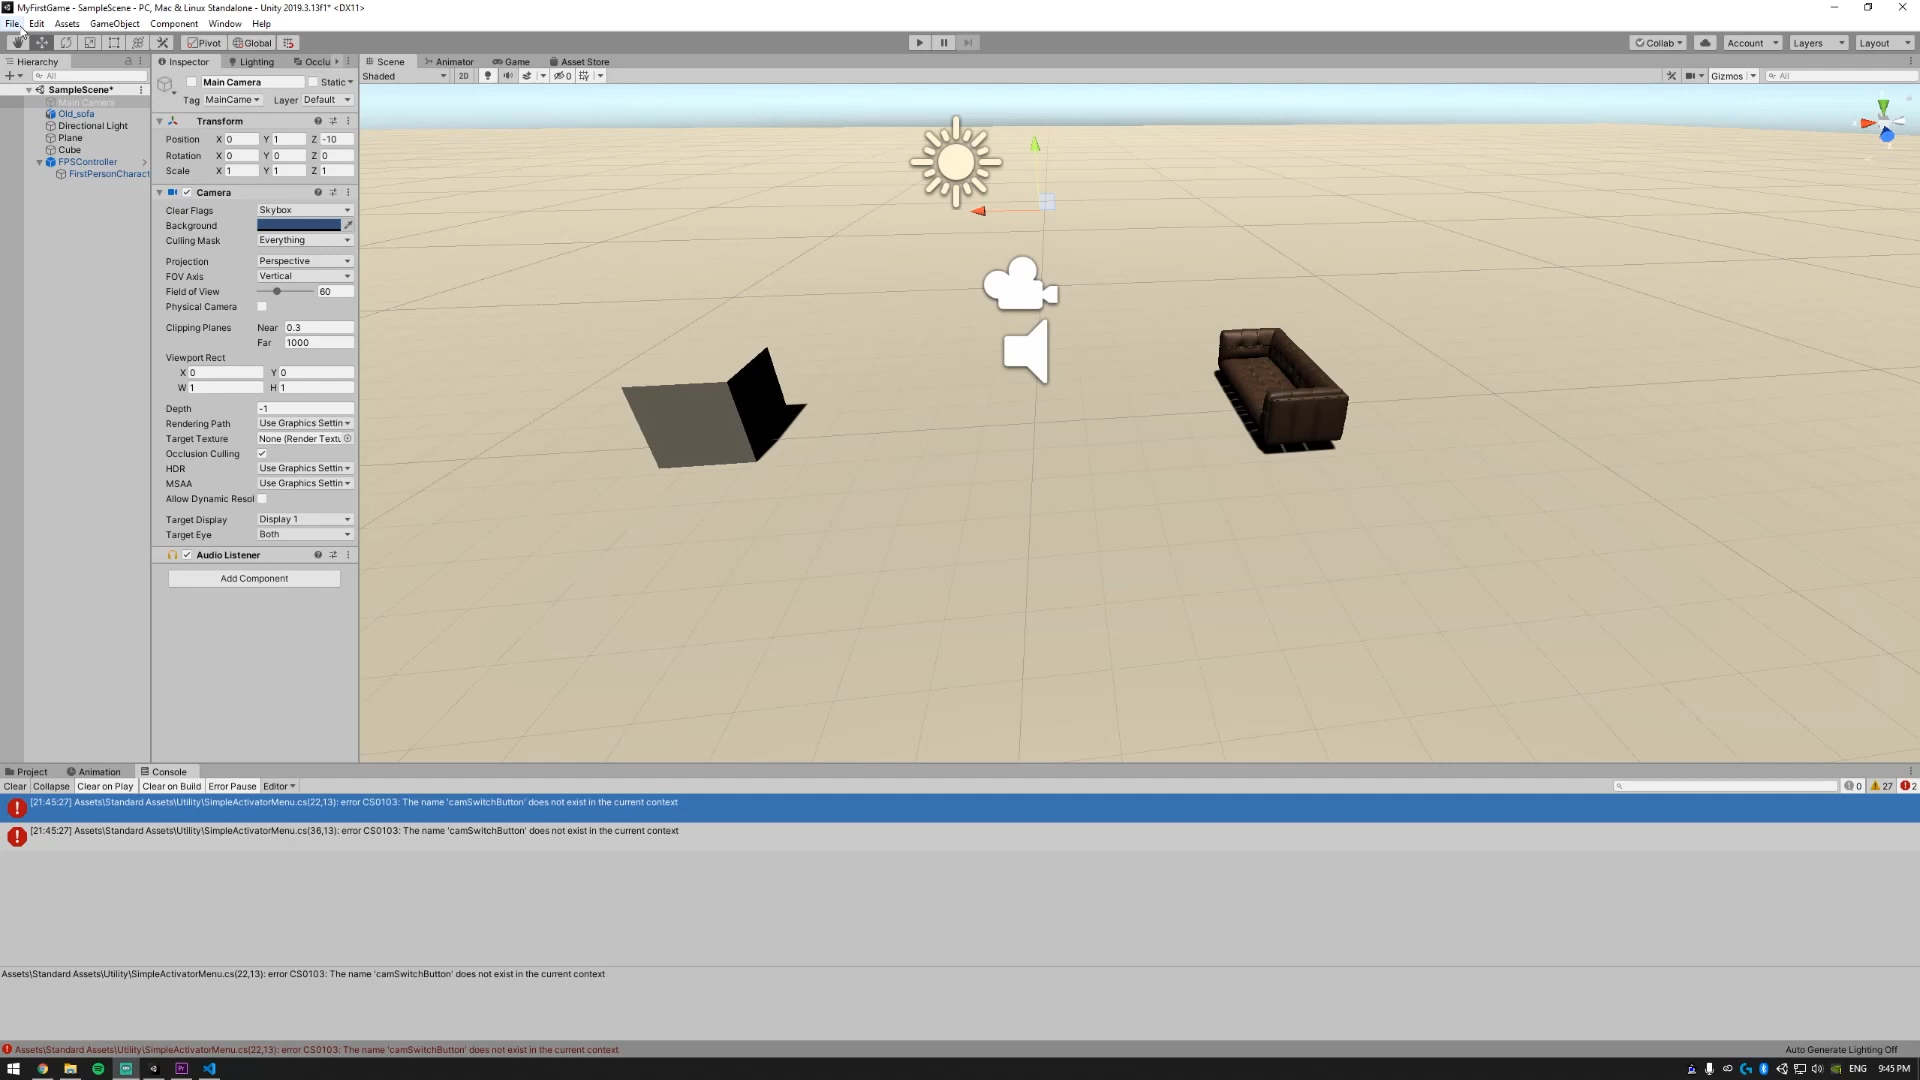 MyFirstGame - SampleScene - PC, Mac & Linux Standalone - Unity 2019.3.13f1* <DX11>
File Edit Assets GameObject Component Window Help
Pivot Global Collab Account Layers Layout
Hierarchy
All
SampleScene*
Main Camera
Old_sofa
Directional Light
Plane
Cube
FPSController
FirstPersonCharact
Inspector Lighting Occlu
Main Camera Static
Tag MainCame Layer Default
Transform
Position X 0 Y 1 Z -10
Rotation X 0 Y 0 Z 0
Scale X 1 Y 1 Z 1
Camera
Clear Flags Skybox
Background
Culling Mask Everything
Projection Perspective
FOV Axis Vertical
Field of View 60
Physical Camera
Clipping Planes Near 0.3
Far 1000
Viewport Rect
X 0 Y 0
W 1 H 1
Depth -1
Rendering Path Use Graphics Settin
Target Texture None (Render Textu
Occlusion Culling
HDR Use Graphics Settin
MSAA Use Graphics Settin
Allow Dynamic Resol
Target Display Display 1
Target Eye Both
Audio Listener
Add Component
Scene Animator Game Asset Store
Shaded 2D 0 Gizmos All
Project Animation Console
Clear Collapse Clear on Play Clear on Build Error Pause Editor 0 27 2
[21:45:27] Assets\Standard Assets\Utility\SimpleActivatorMenu.cs(22,13): error CS0103: The name 'camSwitchButton' does not exist in the current context
[21:45:27] Assets\Standard Assets\Utility\SimpleActivatorMenu.cs(36,13): error CS0103: The name 'camSwitchButton' does not exist in the current context
Assets\Standard Assets\Utility\SimpleActivatorMenu.cs(22,13): error CS0103: The name 'camSwitchButton' does not exist in the current context
Assets\Standard Assets\Utility\SimpleActivatorMenu.cs(22,13): error CS0103: The name 'camSwitchButton' does not exist in the current context
Auto Generate Lighting Off
Pr
ENG 9:45 PM